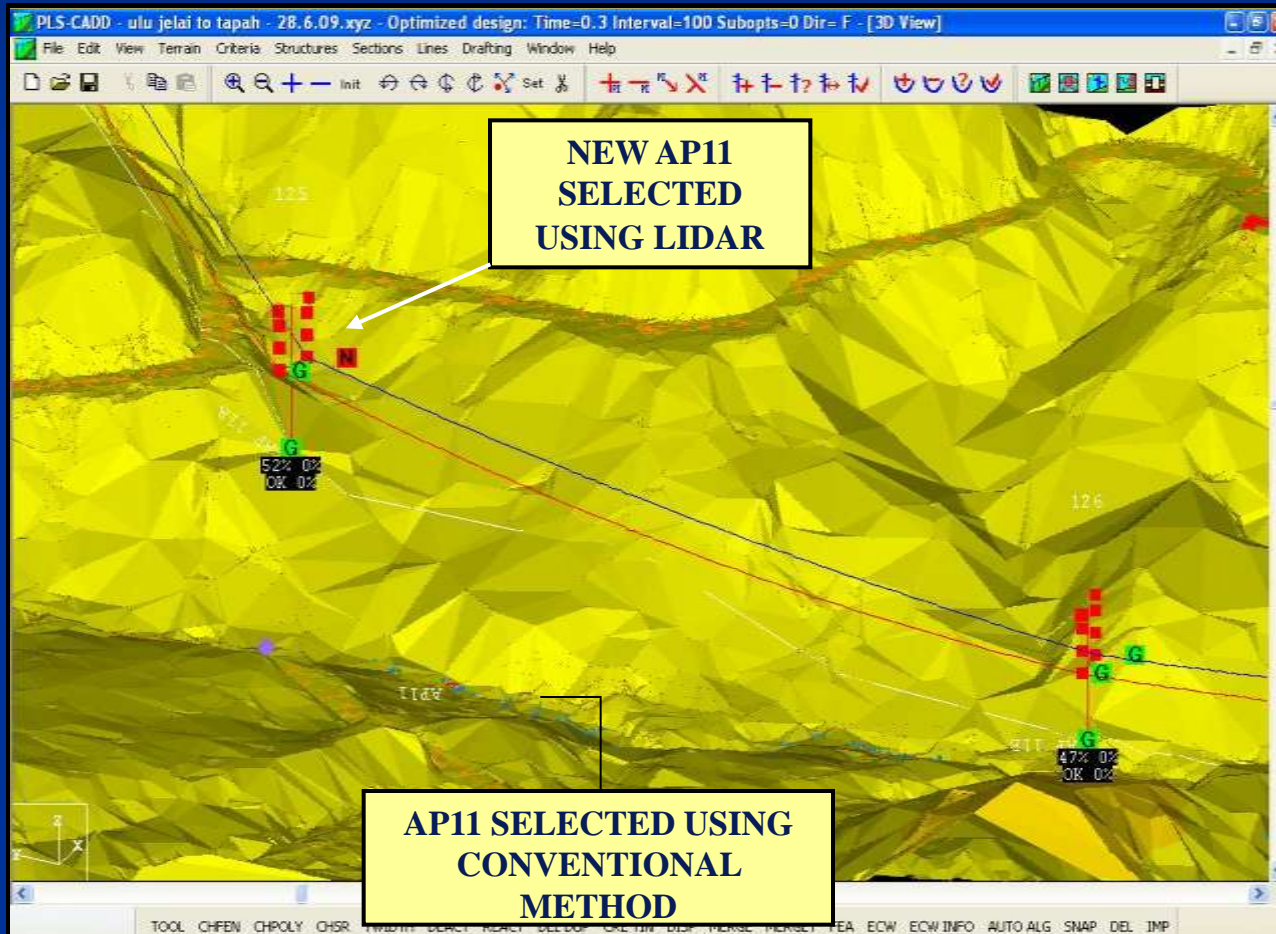 PLS-CADD - ulu jelai to tapah - 28.6.09.xyz - Optimized design: Time=0.3 Interval=100 Subopts=0 Dir= F - [3D View]
File Edit View Terrain Criteria Structures Sections Lines Drafting Window Help
Init Set
NEW AP11
SELECTED
USING LIDAR
125
N
G
G
52% 0%
OK 0%
126
G
G
G
47% 0%
OK 0%
AP11
AP11 SELECTED USING
CONVENTIONAL
METHOD
Z
X
TOOL CHFEN CHPOLY CHSR
FEA ECW ECW INFO AUTO ALG SNAP DEL IMP